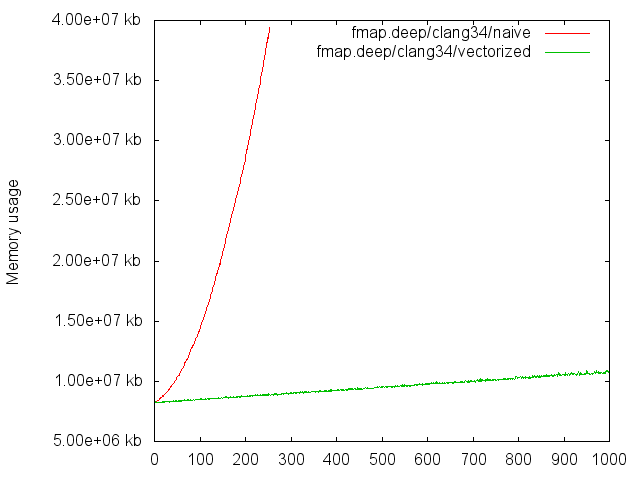 4.00e+07 kb
3.50e+07 kb
3.00e+07 kb
2.50e+07 kb
2.00e+07 kb
1.50e+07 kb
1.00e+07 kb
5.00e+06 kb
Memory usage
fmap.deep/clang34/naive
fmap.deep/clang34/vectorized
0 100 200 300 400 500 600 700 800 900 1000